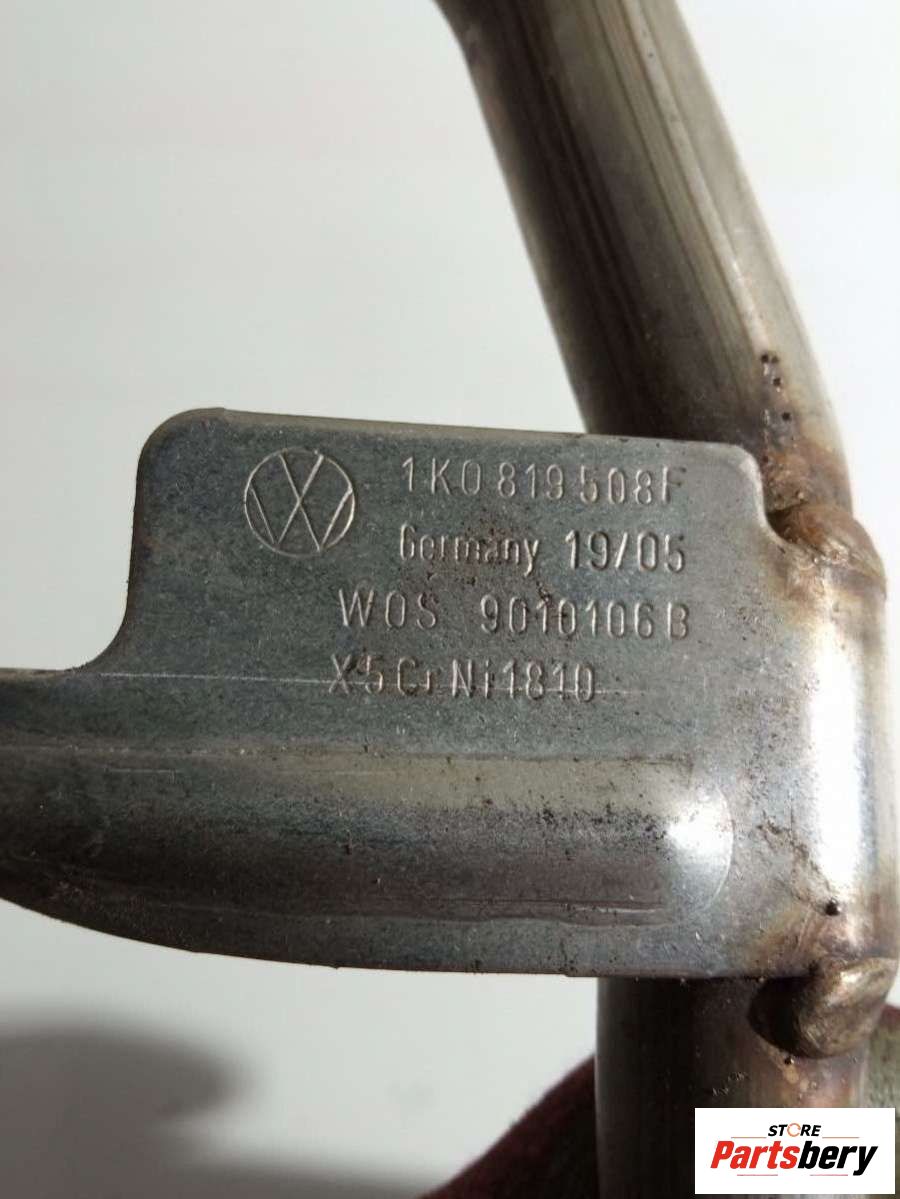 1K0 819 508F
Germany 19/05
WOS 9010106B
X5CrNi1810
STORE
Partsbery